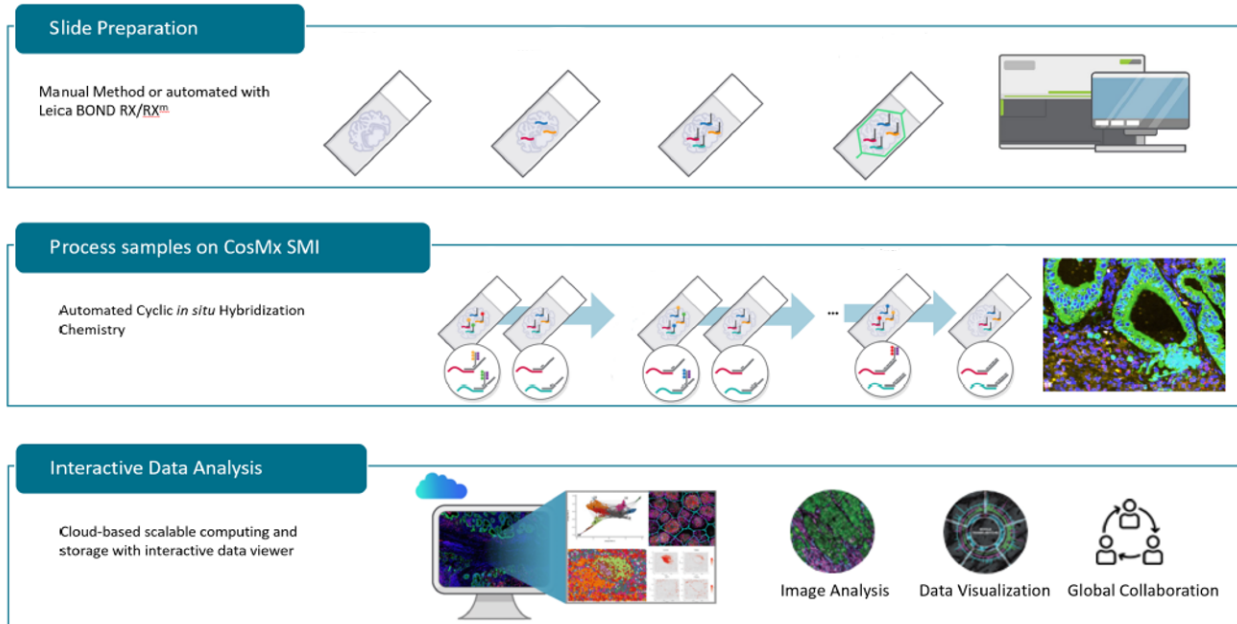 Slide Preparation
Manual Method or automated with
Leica BOND RX/RXᵐ
Process samples on CosMx SMI
Automated Cyclic in situ Hybridization
Chemistry
...
Interactive Data Analysis
Cloud-based scalable computing and
storage with interactive data viewer
Image Analysis
Data Visualization
Global Collaboration